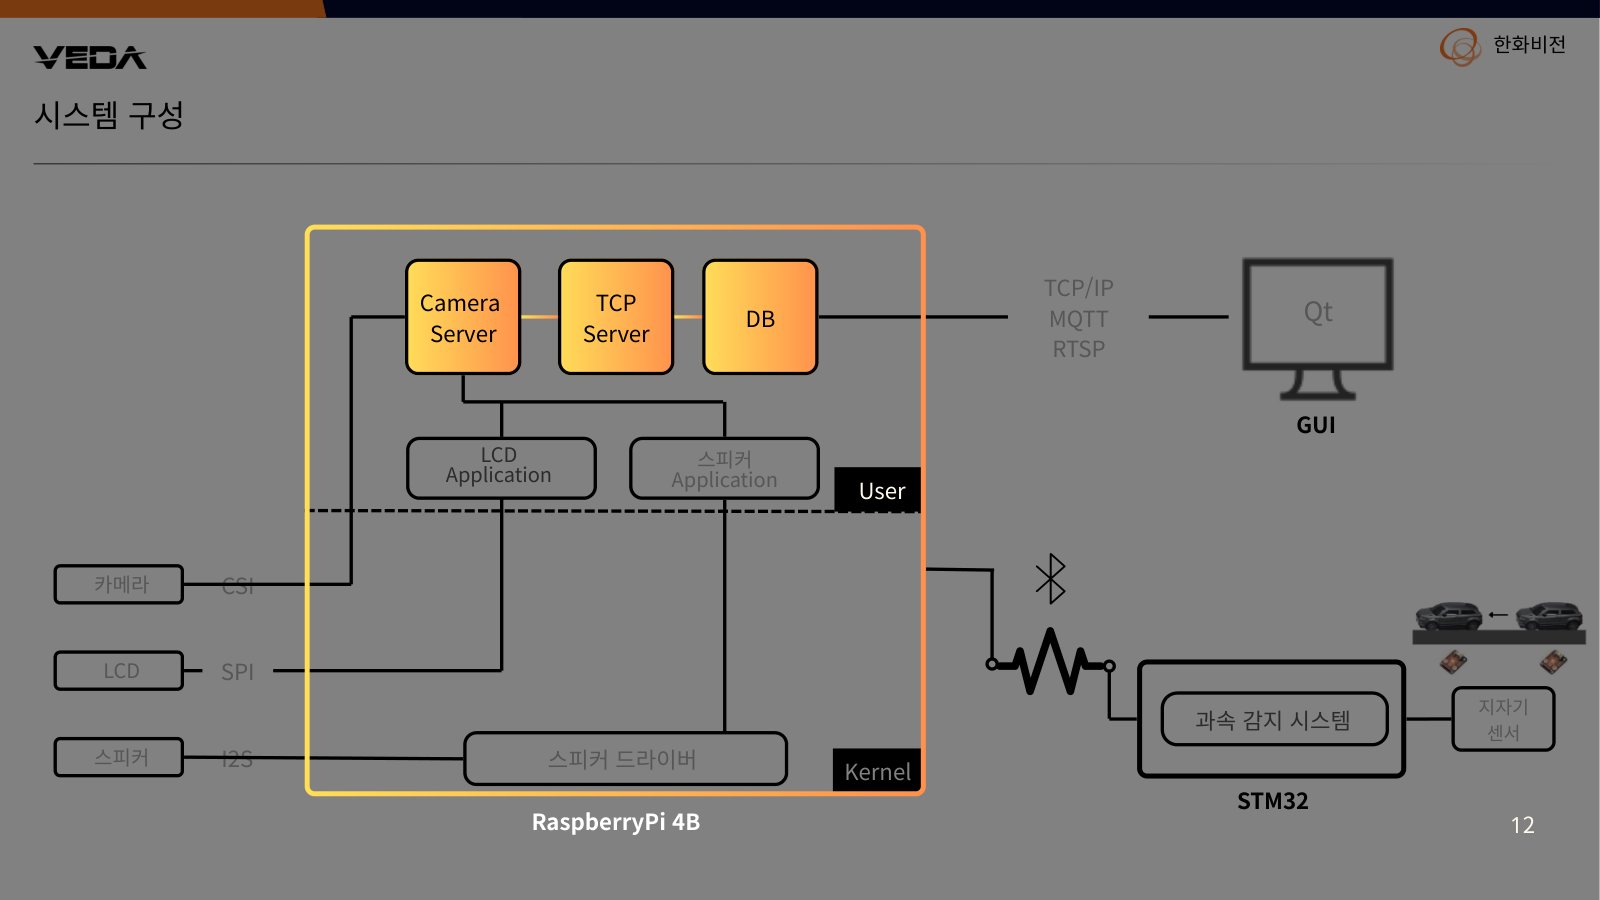 VEDA
한화비전
시스템 구성
Camera
Server
TCP
Server
DB
TCP/IP
MQTT
RTSP
Qt
GUI
LCD
Application
스피커
Application
User
카메라
CSI
LCD
SPI
스피커
I2S
스피커 드라이버
Kernel
RaspberryPi 4B
과속 감지 시스템
STM32
지자기
센서
12